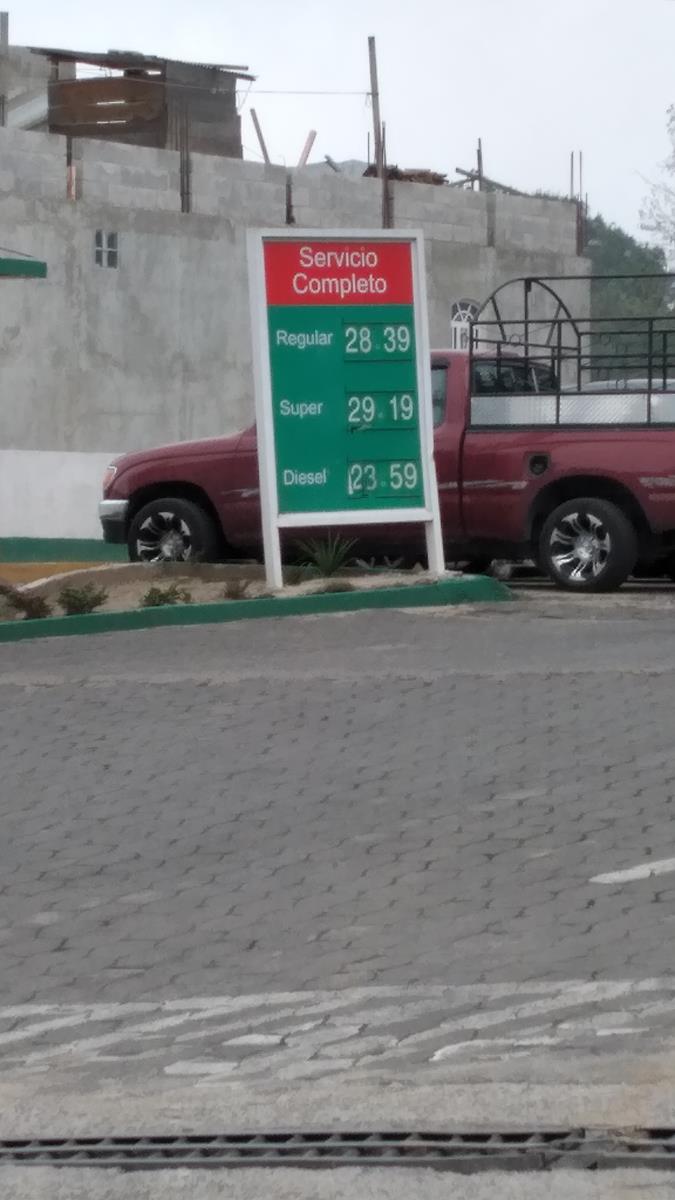 Servicio
Completo
Regular 28.39
Super 29.19
Diesel 23.59